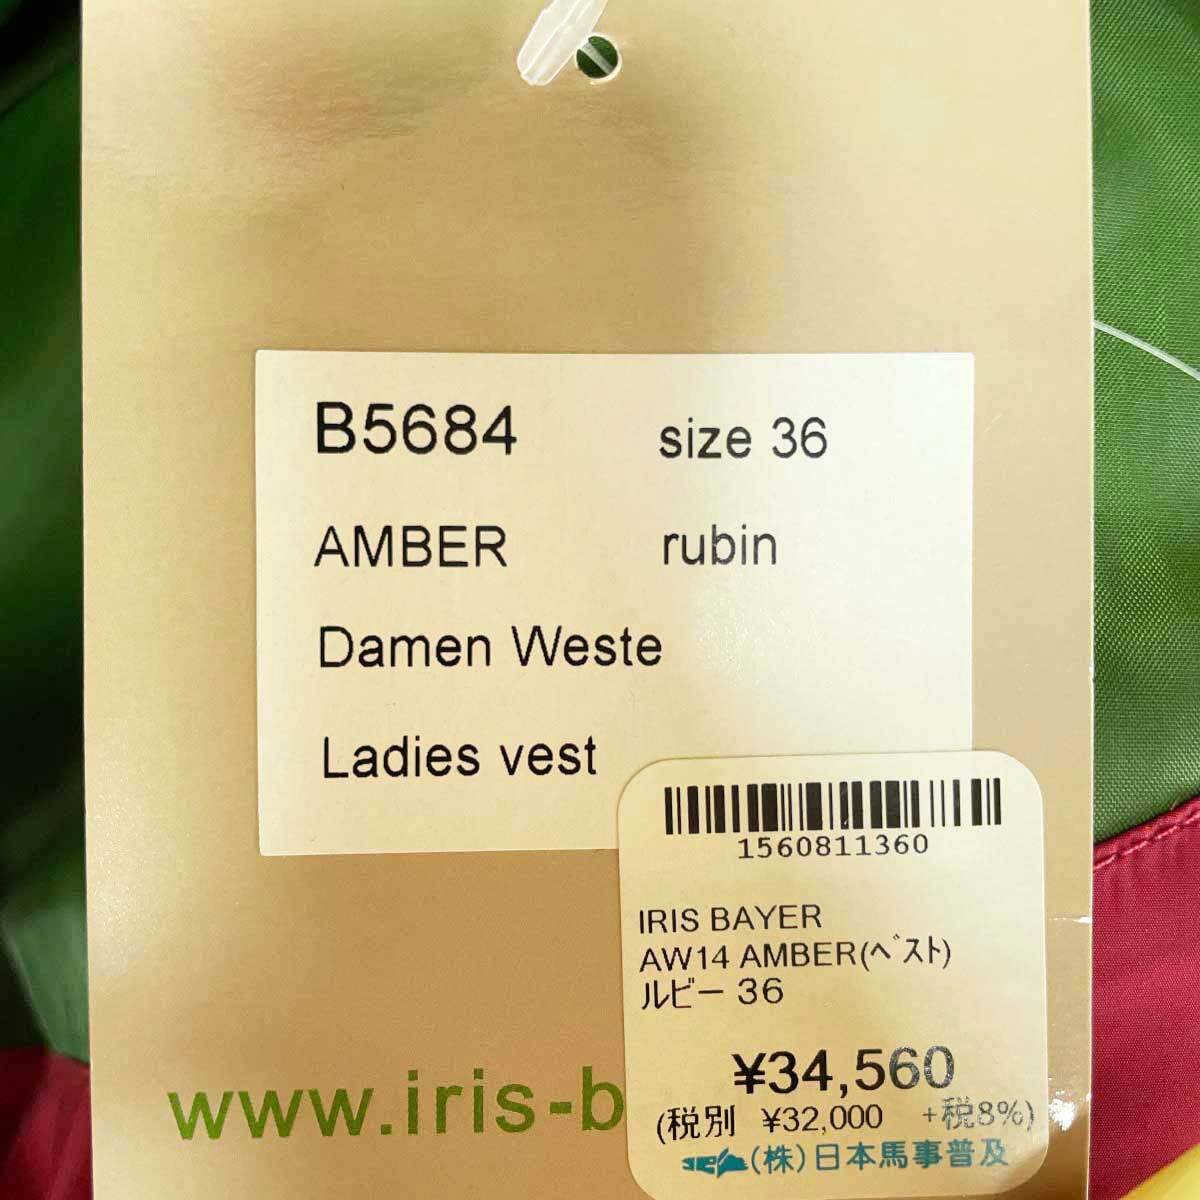 B5684 size 36
AMBER rubin
Damen Weste
Ladies vest
1560811360
IRIS BAYER
AW14 AMBER(ﾍﾞｽﾄ)
ルビー 36
¥34,560
(税別 ¥32,000 +税8%)
(株)日本馬事普及
www.iris-b